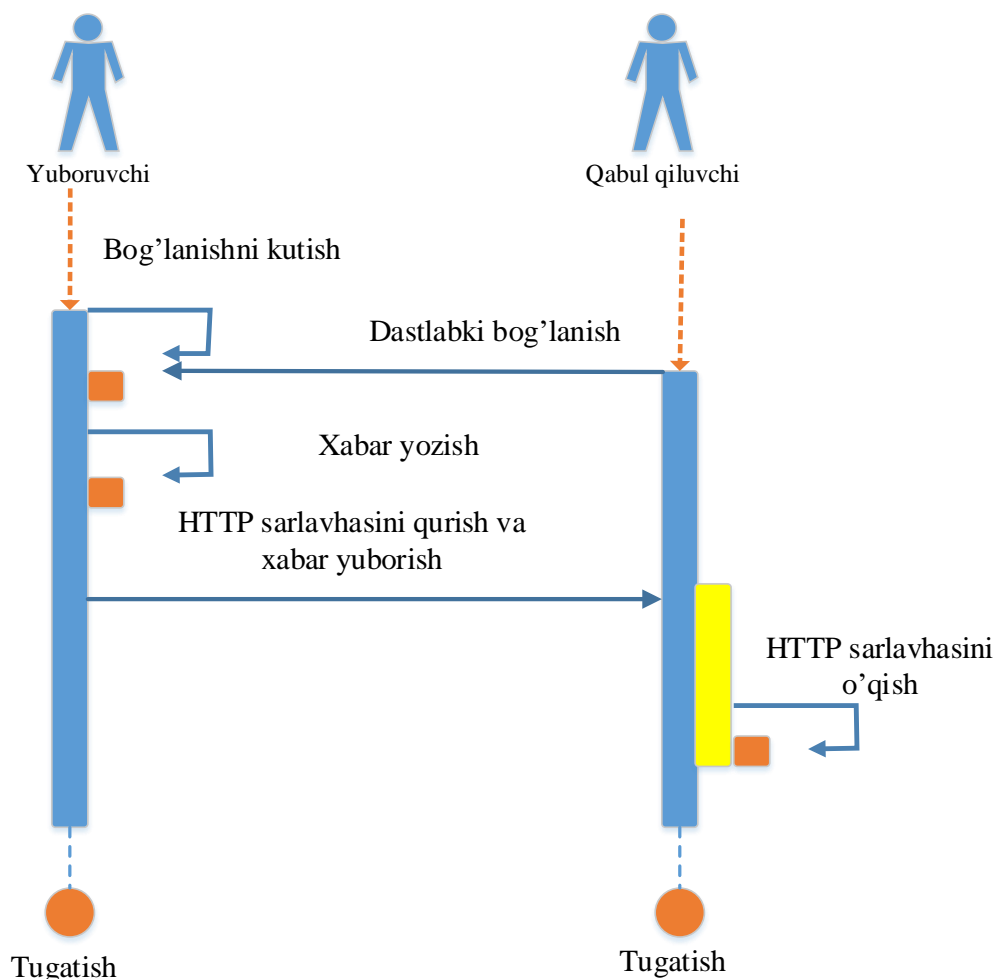 Yuboruvchi
Qabul qiluvchi
Bog’lanishni kutish
Dastlabki bog’lanish
Xabar yozish
HTTP sarlavhasini qurish va
xabar yuborish
HTTP sarlavhasini
o’qish
Tugatish
Tugatish